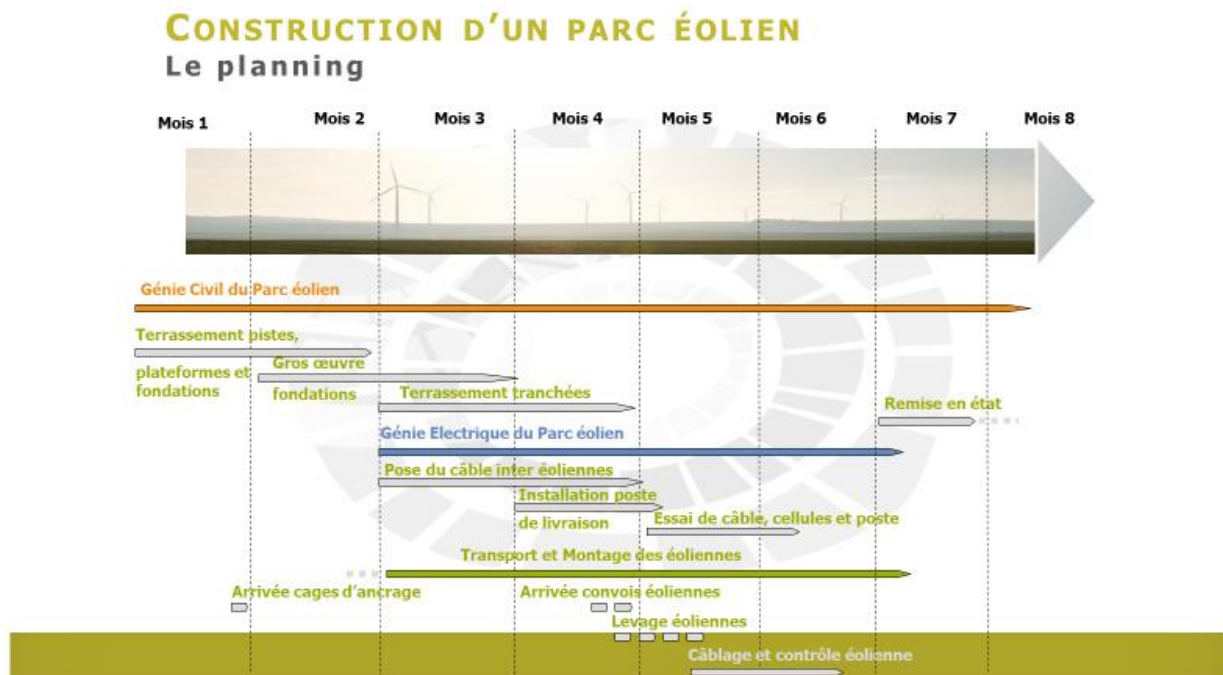 CONSTRUCTION D'UN PARC ÉOLIEN
Le planning
Mois 1
Mois 2
Mois 3
Mois 4
Mois 5
Mois 6
Mois 7
Mois 8
Génie Civil du Parc éolien
Terrassement pistes,
plateformes et
fondations
Gros œuvre
fondations
Terrassement tranchées
Remise en état
Génie Electrique du Parc éolien
Pose du câble inter éoliennes
Installation poste
de livraison
Essai de câble, cellules et poste
Transport et Montage des éoliennes
Arrivée cages d'ancrage
Arrivée convois éoliennes
Levage éoliennes
Câblage et contrôle éolienne